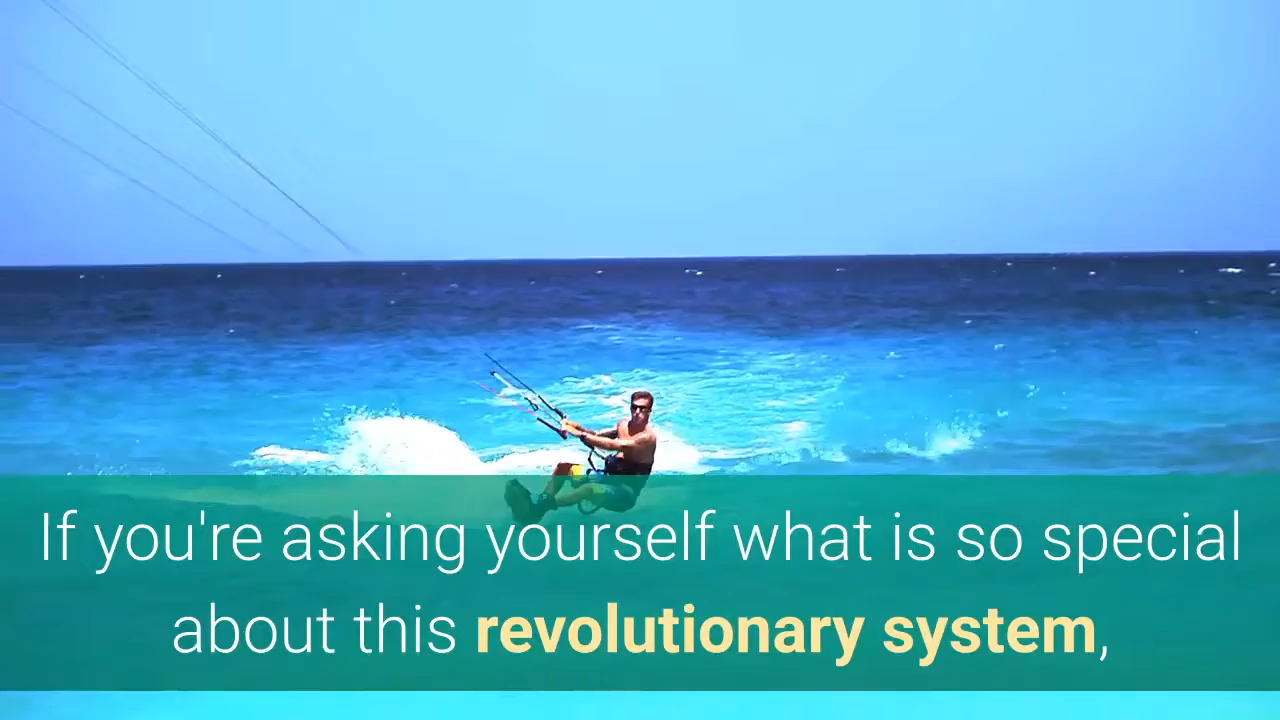 If you're asking yourself what is so special
about this revolutionary system,